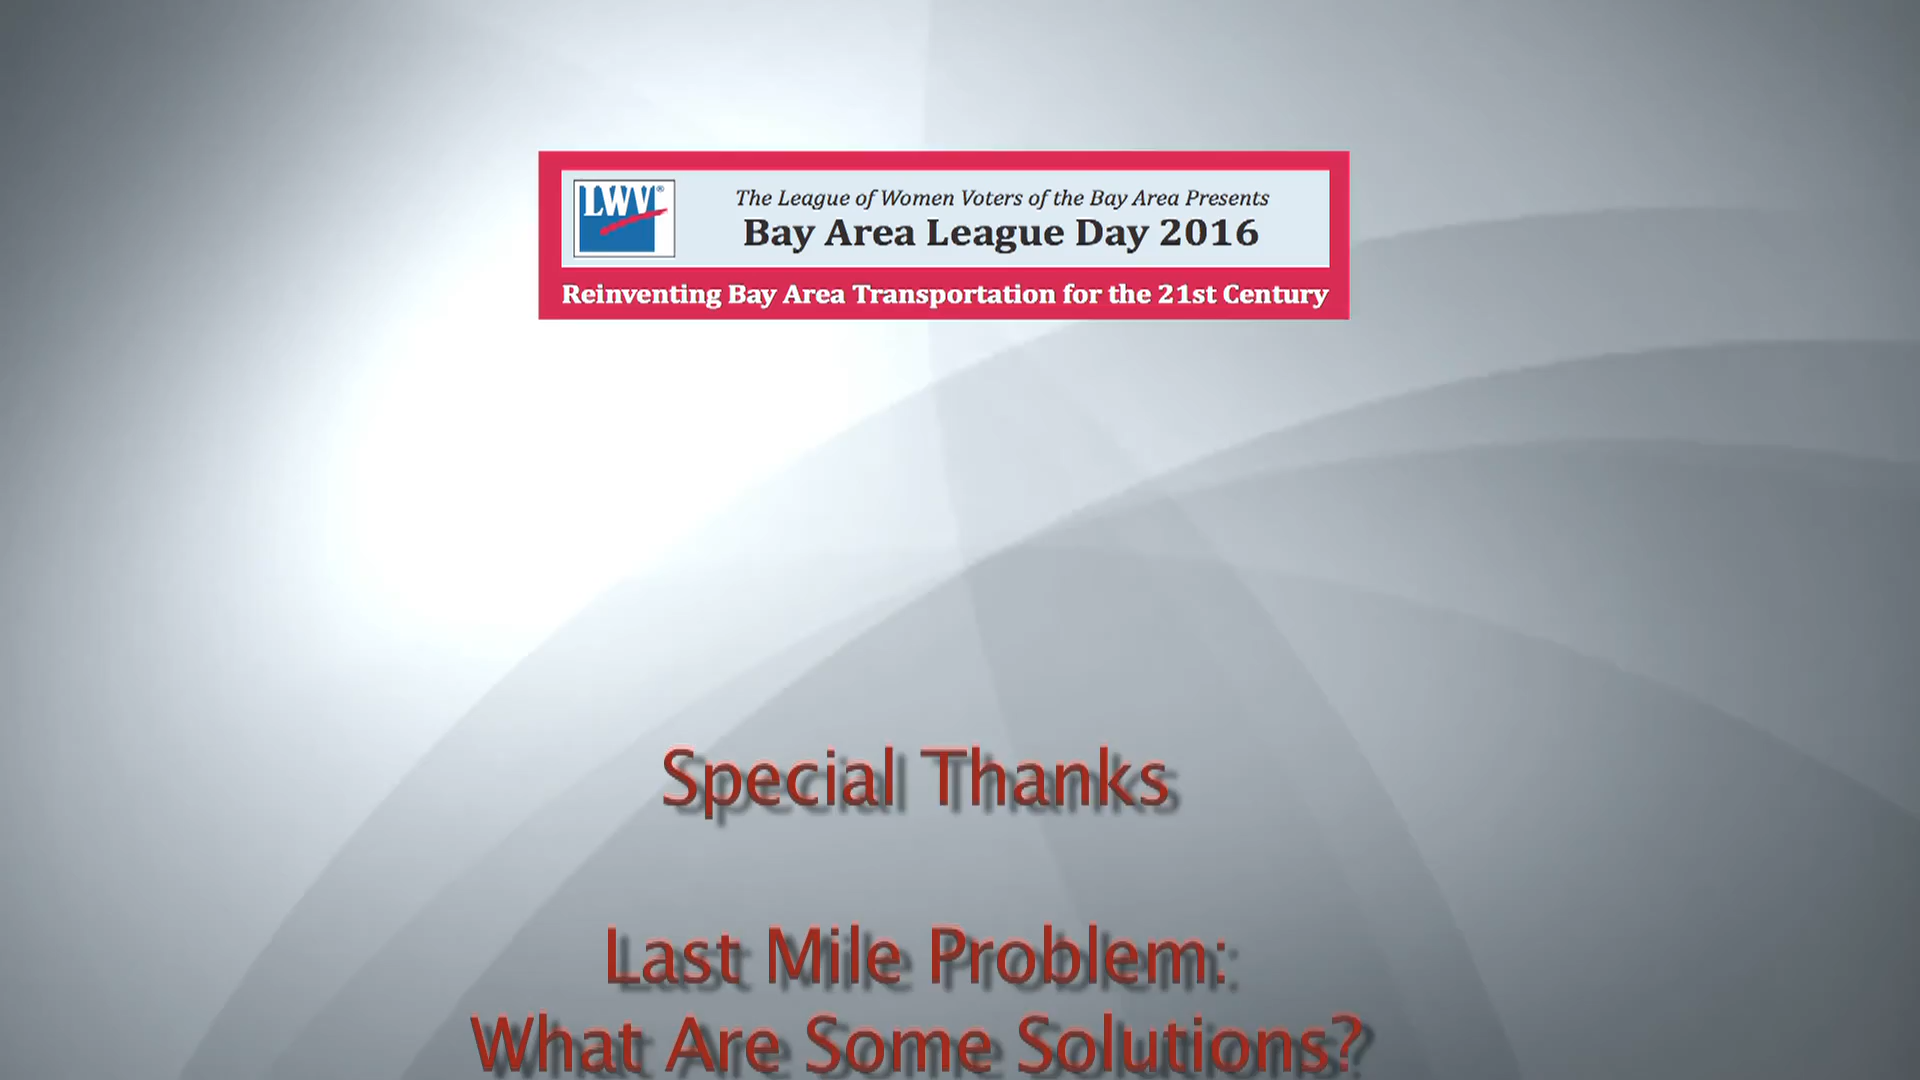 LWV®
The League of Women Voters of the Bay Area Presents
Bay Area League Day 2016
Reinventing Bay Area Transportation for the 21st Century
Special Thanks
Last Mile Problem:
What Are Some Solutions?